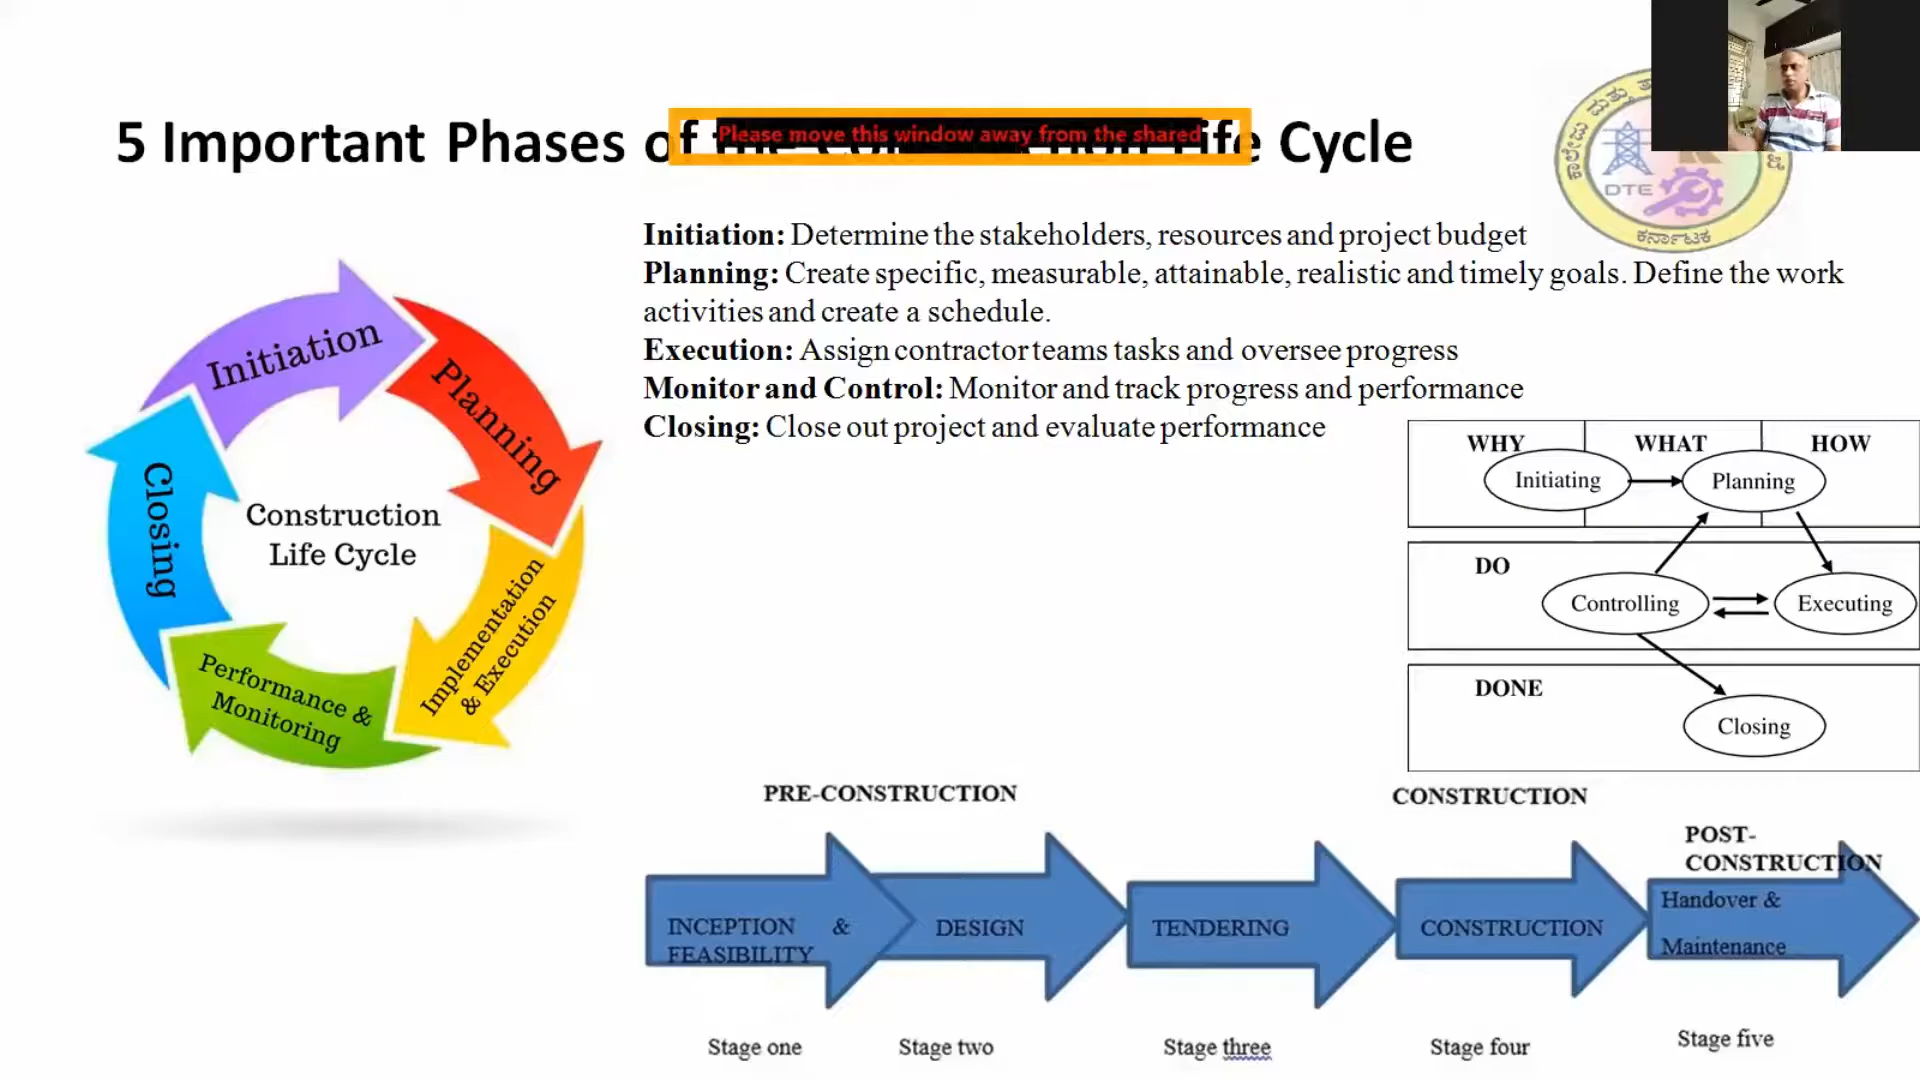 5 Important Phases of the Construction Life Cycle
Please move this window away from the shared
DTE
ಕರ್ನಾಟಕ
Initiation: Determine the stakeholders, resources and project budget
Planning: Create specific, measurable, attainable, realistic and timely goals. Define the work
activities and create a schedule.
Execution: Assign contractor teams tasks and oversee progress
Monitor and Control: Monitor and track progress and performance
Closing: Close out project and evaluate performance
Initiation
Planning
Implementation
& Execution
Performance &
Monitoring
Closing
Construction
Life Cycle
WHY WHAT HOW
Initiating Planning
DO
Controlling Executing
DONE
Closing
PRE-CONSTRUCTION CONSTRUCTION
POST-
CONSTRUCTION
INCEPTION &
FEASIBILITY
DESIGN
TENDERING
CONSTRUCTION
Handover &
Maintenance
Stage one Stage two Stage three Stage four Stage five